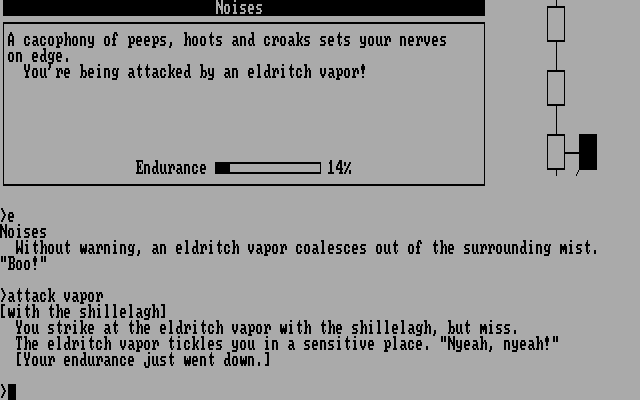 Noises
A cacophony of peeps, hoots and croaks sets your nerves
on edge.
You're being attacked by an eldritch vapor!
Endurance 14%
>e
Noises
Without warning, an eldritch vapor coalesces out of the surrounding mist.
"Boo!"
>attack vapor
[with the shillelagh]
You strike at the eldritch vapor with the shillelagh, but miss.
The eldritch vapor tickles you in a sensitive place. "Nyeah, nyeah!"
[Your endurance just went down.]
>